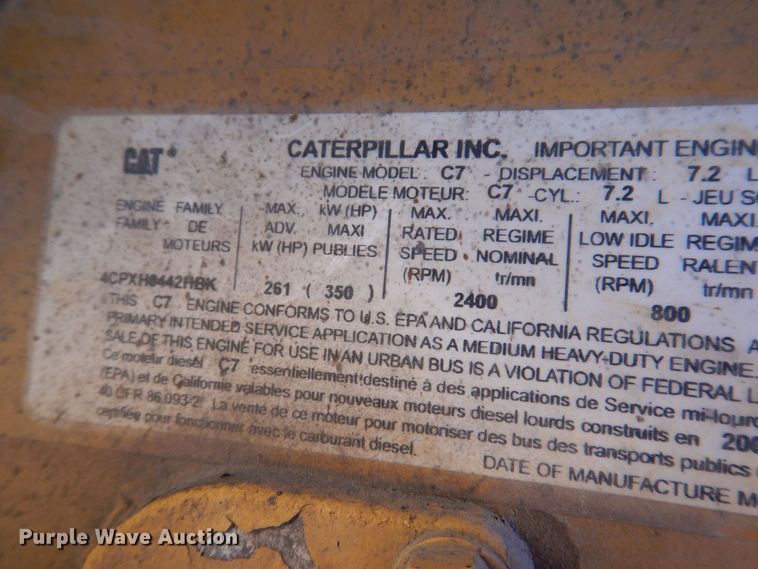 CAT ®
CATERPILLAR INC. IMPORTANT ENGIN
ENGINE MODEL: C7 - DISPLACEMENT: 7.2 L
MODELE MOTEUR: C7 -CYL.: 7.2 L - JEU S
ENGINE FAMILY
FAMILY DE
MOTEURS
4CPXH0442HBK
MAX. kW (HP)
ADV. MAXI
kW (HP) PUBLIES
261 ( 350 )
MAX. MAXI.
RATED REGIME
SPEED NOMINAL
(RPM) tr/mn
2400
MAXI. MAXI.
LOW IDLE REGIM
SPEED RALEN
(RPM) tr/mn
800
THIS C7 ENGINE CONFORMS TO U.S. EPA AND CALIFORNIA REGULATIONS A
PRIMARY INTENDED SERVICE APPLICATION AS A MEDIUM HEAVY-DUTY ENGINE.
SALE OF THIS ENGINE FOR USE IN AN URBAN BUS IS A VIOLATION OF FEDERAL L
Ce moteur diesel C7 essentiellement destiné à des applications de Service mi-lourd
(EPA) et de Californie valables pour nouveaux moteurs diesel lourds construits en 200
40 CFR 86.093-2. La vente de ce moteur pour motoriser des bus des transports publics
certifiée pour fonctionner avec le carburant diesel.
DATE OF MANUFACTURE M
Purple Wave Auction®